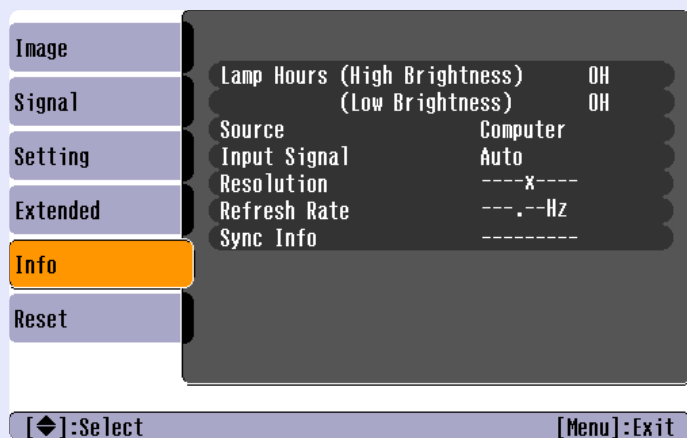 Image
Signal
Setting
Extended
Info
Reset
Lamp Hours (High Brightness) 0H
(Low Brightness) 0H
Source Computer
Input Signal Auto
Resolution ----x----
Refresh Rate ---.--Hz
Sync Info ---------
[◆]:Select [Menu]:Exit